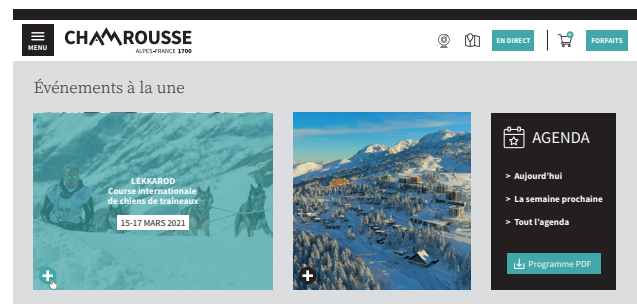 MENU
CHAMROUSSE
ALPES-FRANCE 1700
EN DIRECT
FORFAITS
Événements à la une
LEKKAROD
Course internationale
de chiens de traîneaux
15-17 MARS 2021
AGENDA
> Aujourd'hui
> La semaine prochaine
> Tout l'agenda
Programme PDF